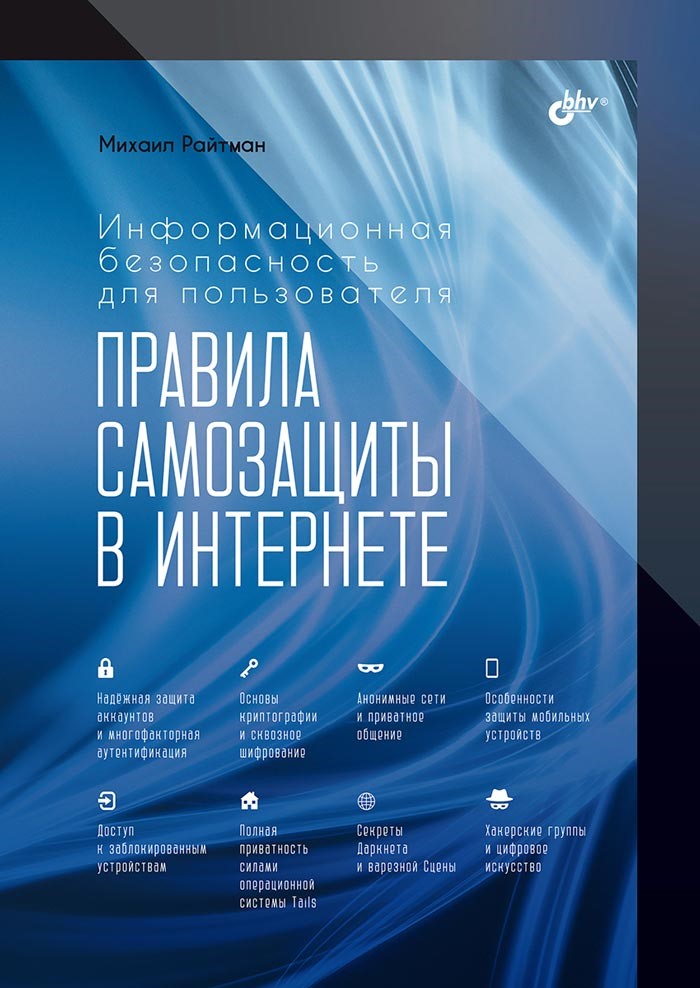 bhv®
Михаил Райтман
Информационная
безопасность
для пользователя
ПРАВИЛА
САМОЗАЩИТЫ
В ИНТЕРНЕТЕ
Надёжная защита
аккаунтов
и многофакторная
аутентификация
Основы
криптографии
и сквозное
шифрование
Анонимные сети
и приватное
общение
Особенности
защиты мобильных
устройств
Доступ
к заблокированным
устройствам
Полная
приватность
силами
операционной
системы Tails
Секреты
Даркнета
и варезной Сцены
Хакерские группы
и цифровое
искусство